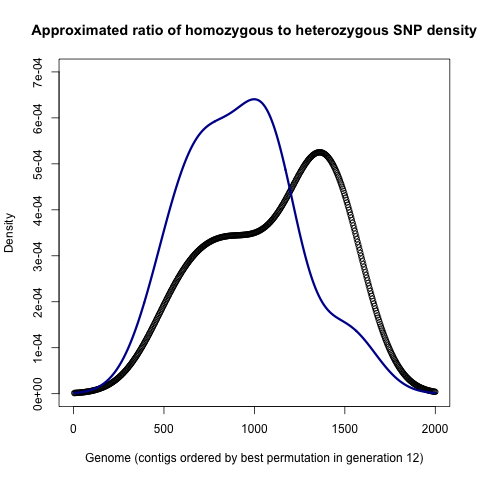 Approximated ratio of homozygous to heterozygous SNP density
7e-04
6e-04
5e-04
4e-04
3e-04
2e-04
1e-04
0e+00
Density
0 500 1000 1500 2000
Genome (contigs ordered by best permutation in generation 12)